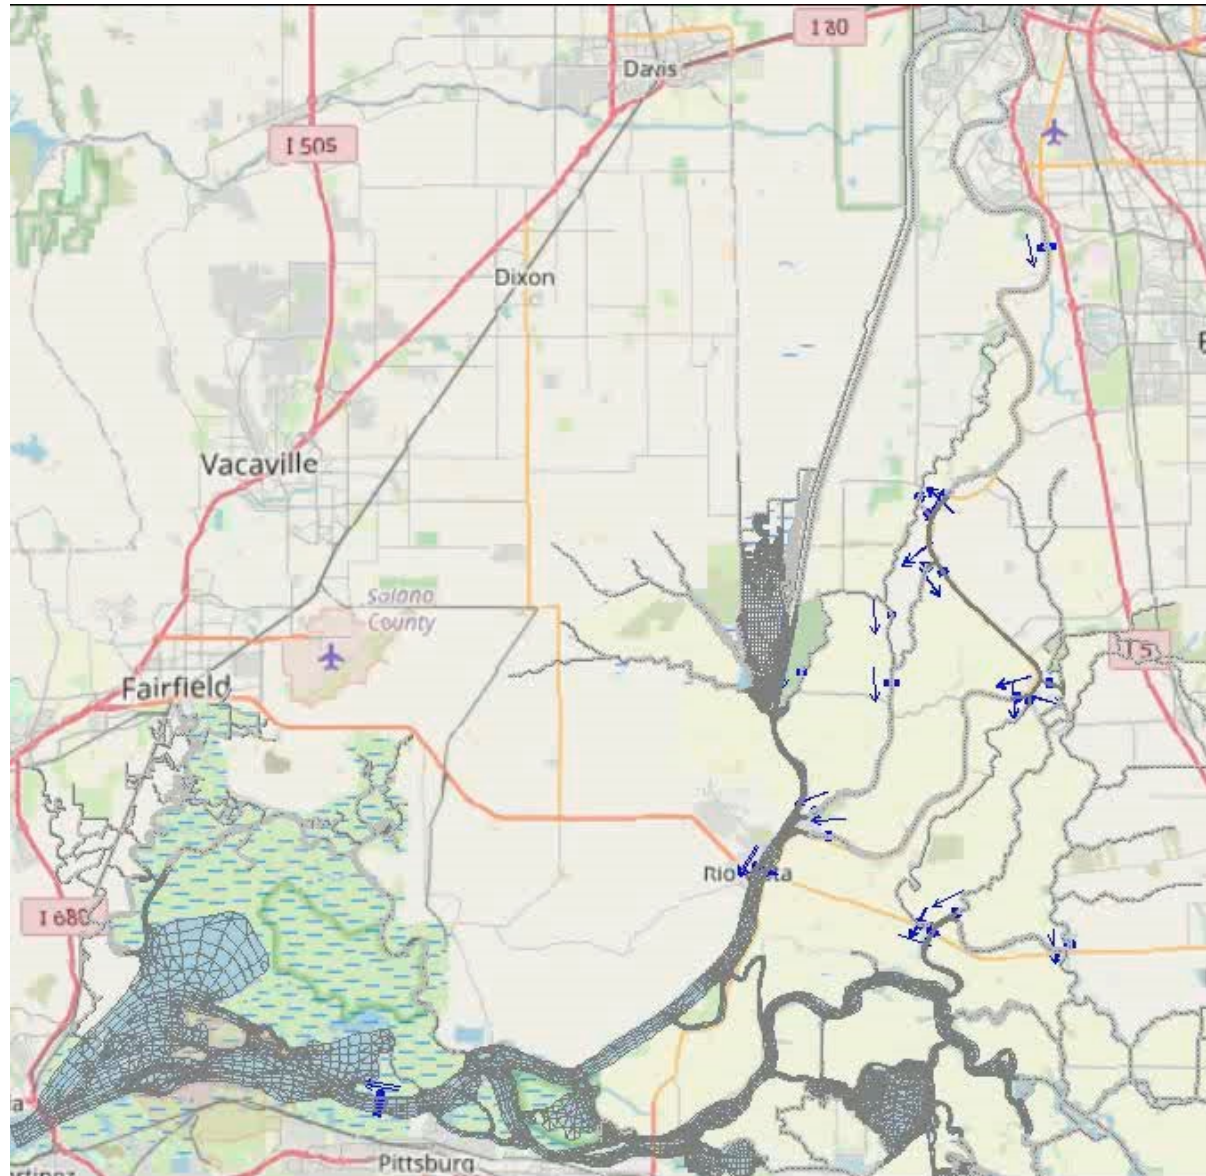 I 80
Davis
I 505
Dixon
Vacaville
Solano
County
I 5
Fairfield
I 680
Pittsburg